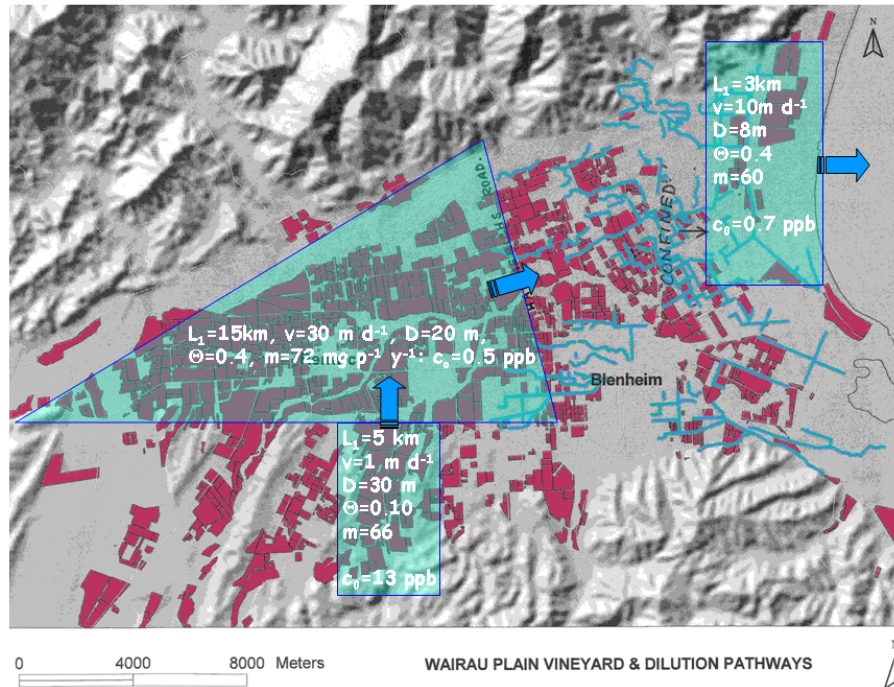 N
L₁=3km
v=10m d⁻¹
D=8m
Θ=0.4
m=60
c₀=0.7 ppb
ROAD.
CONFINED
L₁=15km, v=30 m d⁻¹, D=20 m,
Θ=0.4, m=72 mg p⁻¹ y⁻¹: c₀=0.5 ppb
Blenheim
L₁=5 km
v=1 m d⁻¹
D=30 m
Θ=0.10
m=66
c₀=13 ppb
0 4000 8000 Meters
WAIRAU PLAIN VINEYARD & DILUTION PATHWAYS